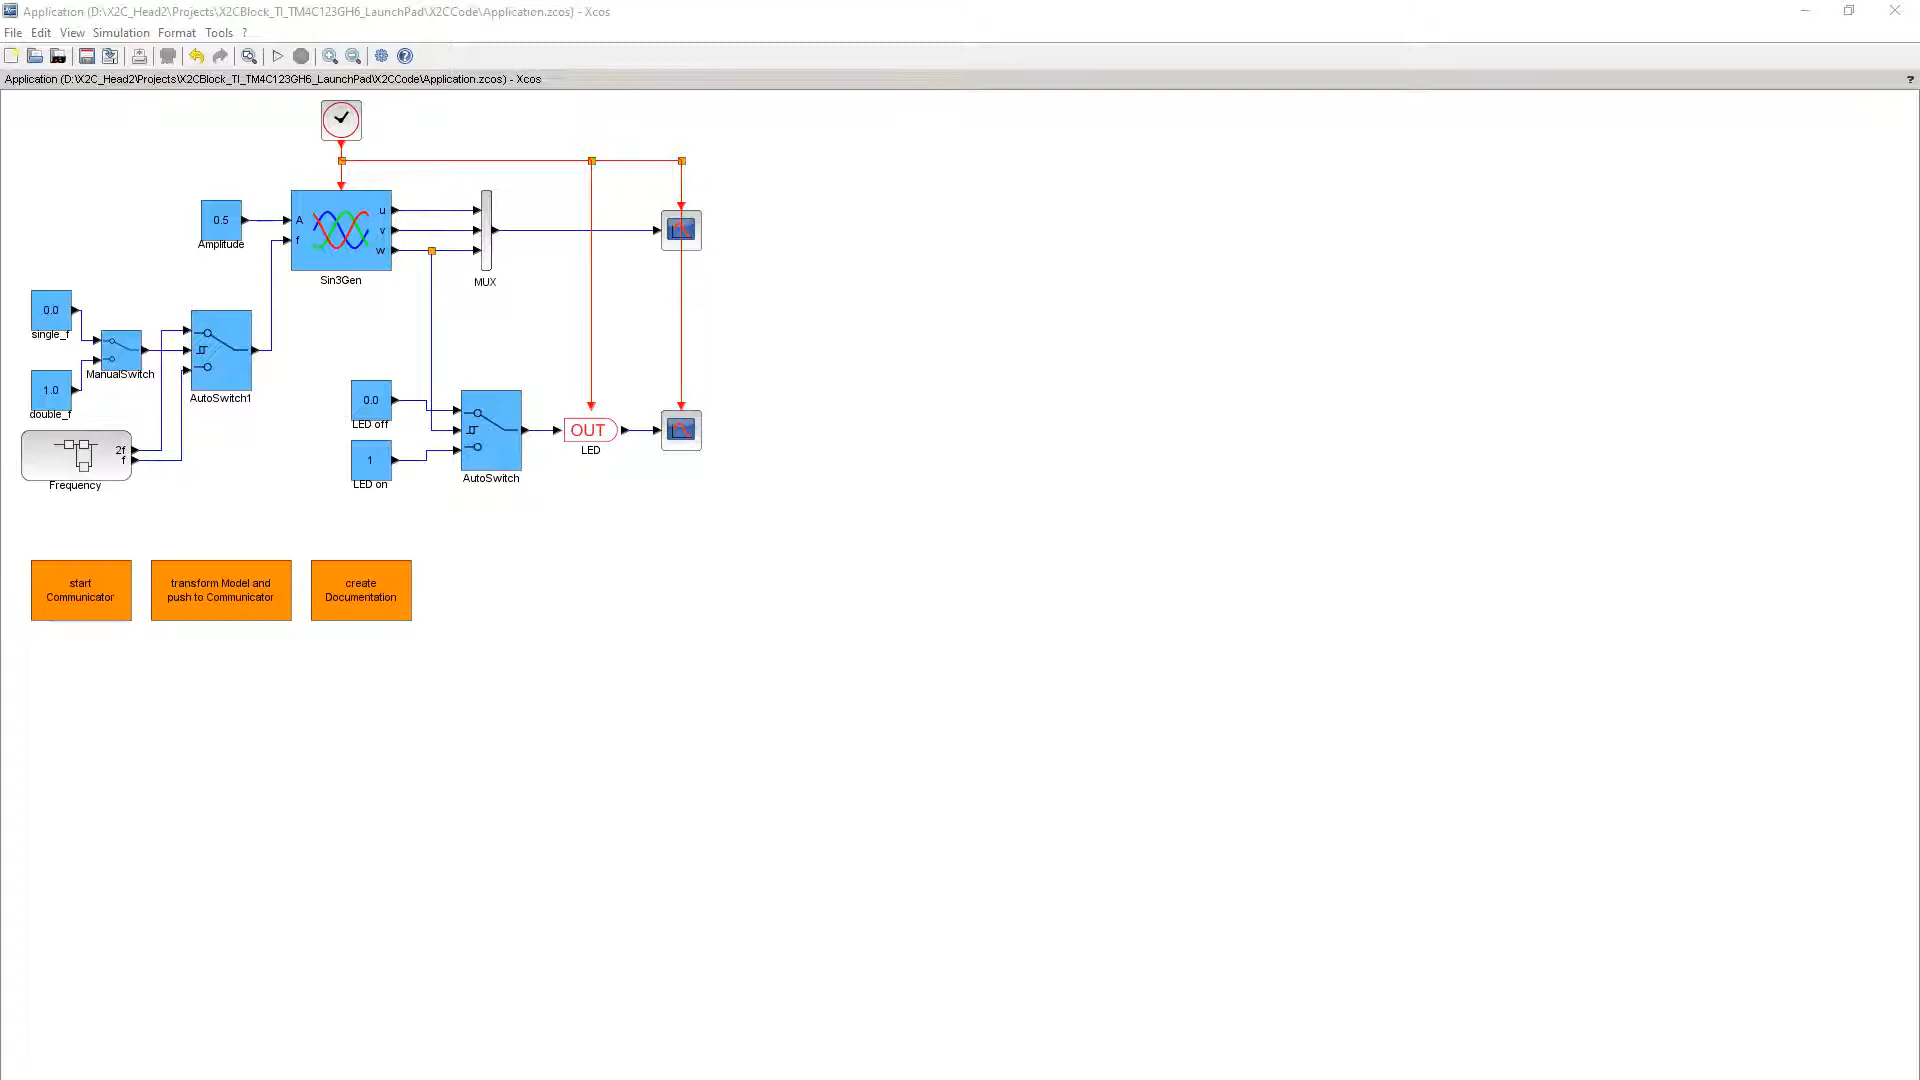 Application (D:\X2C_Head2\Projects\X2CBlock_TI_TM4C123GH6_LaunchPad\X2CCode\Application.zcos) - Xcos
File Edit View Simulation Format Tools ?
Application (D:\X2C_Head2\Projects\X2CBlock_TI_TM4C123GH6_LaunchPad\X2CCode\Application.zcos) - Xcos ?
0.5
Amplitude
A
f
u
v
w
Sin3Gen
MUX
0.0
single_f
1.0
double_f
ManualSwitch
AutoSwitch1
2f
f
Frequency
0.0
LED off
1
LED on
AutoSwitch
OUT
LED
start
Communicator
transform Model and
push to Communicator
create
Documentation